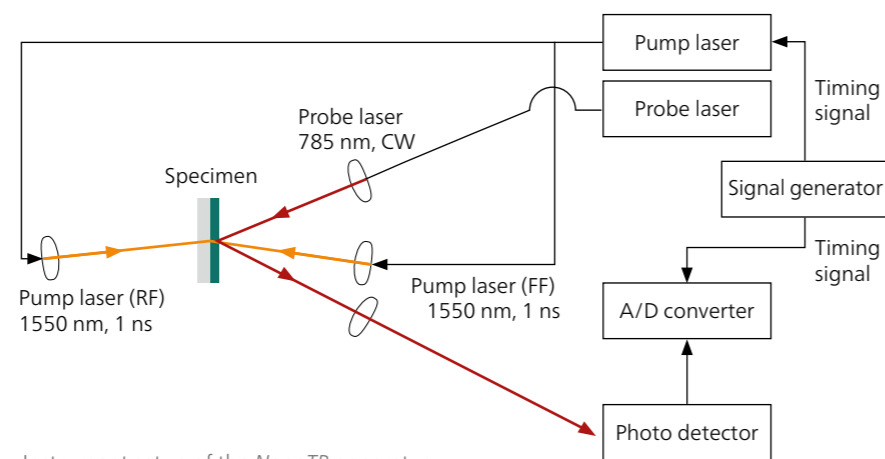 Pump laser
Probe laser
Timing
signal
Probe laser
785 nm, CW
Specimen
Signal generator
Timing
signal
Pump laser (RF)
1550 nm, 1 ns
Pump laser (FF)
1550 nm, 1 ns
A/D converter
Photo detector